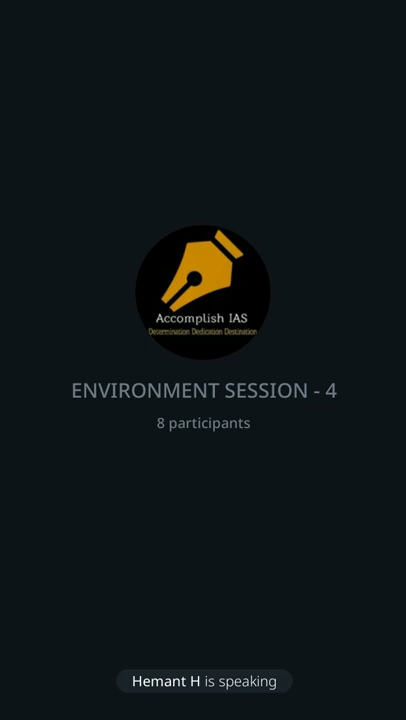 Accomplish IAS
Determination Dedication Destination
ENVIRONMENT SESSION - 4
8 participants
Hemant H is speaking